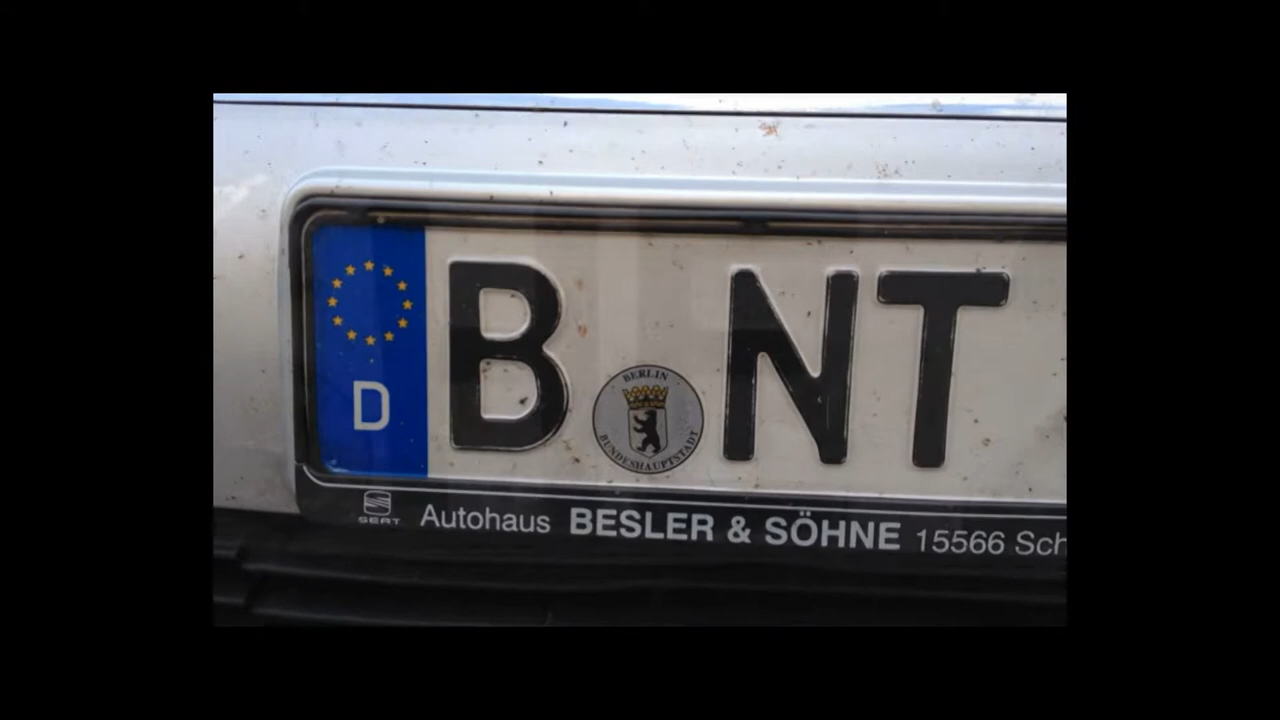 D
B NT
BERLIN
BUNDESHAUPTSTADT
SEAT Autohaus BESLER & SÖHNE 15566 Sch